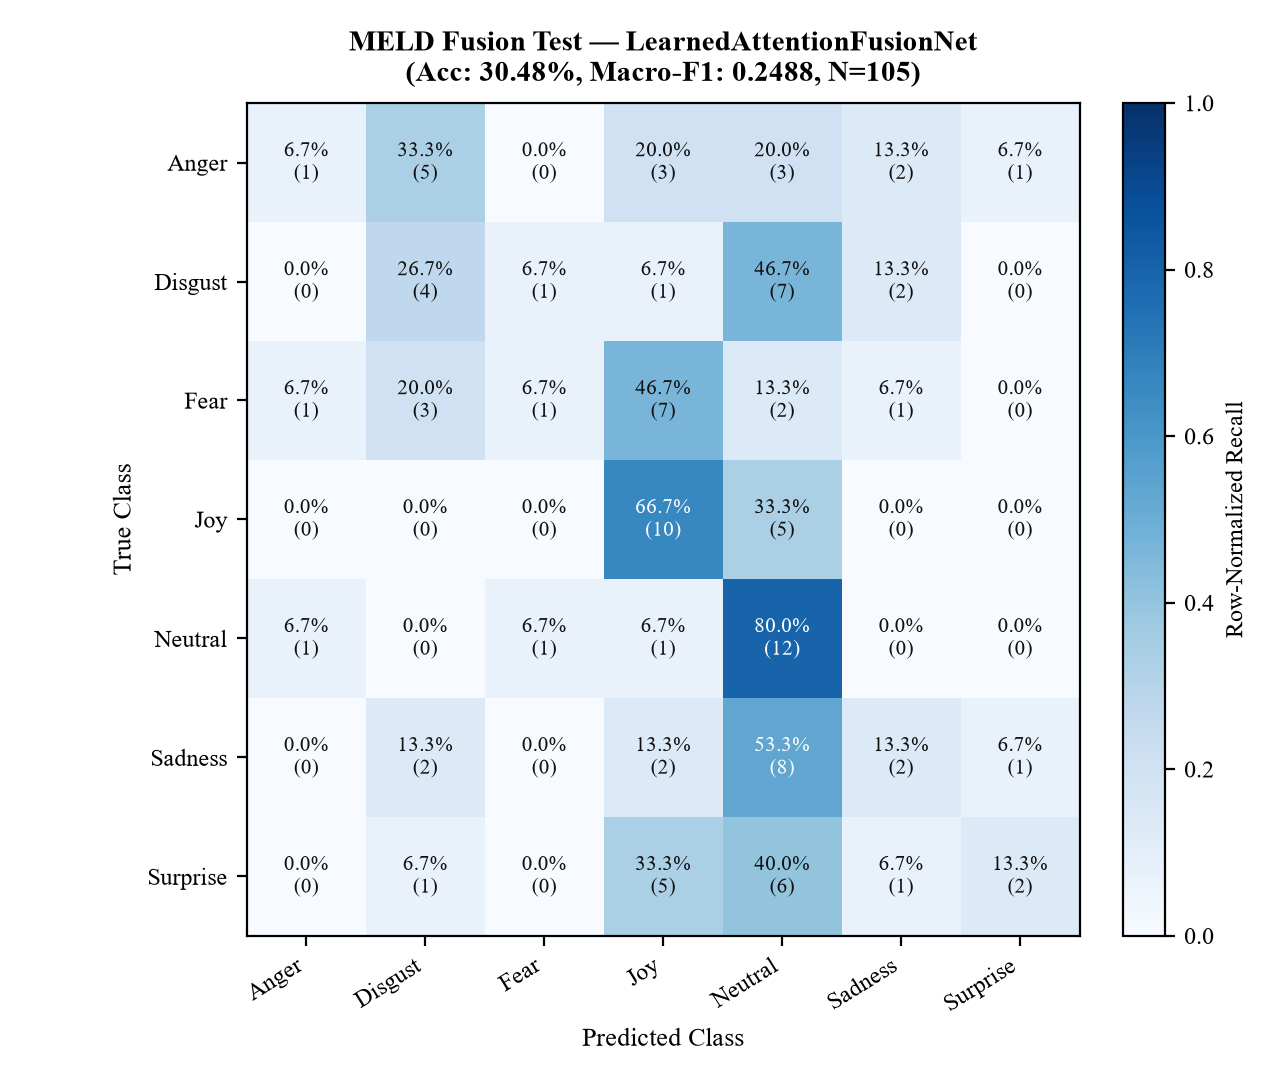 MELD Fusion Test — LearnedAttentionFusionNet
(Acc: 30.48%, Macro-F1: 0.2488, N=105)
True Class
Anger
6.7% 33.3% 0.0% 20.0% 20.0% 13.3% 6.7%
(1) (5) (0) (3) (3) (2) (1)
Disgust
0.0% 26.7% 6.7% 6.7% 46.7% 13.3% 0.0%
(0) (4) (1) (1) (7) (2) (0)
Fear
6.7% 20.0% 6.7% 46.7% 13.3% 6.7% 0.0%
(1) (3) (1) (7) (2) (1) (0)
Joy
0.0% 0.0% 0.0% 66.7% 33.3% 0.0% 0.0%
(0) (0) (0) (10) (5) (0) (0)
Neutral
6.7% 0.0% 6.7% 6.7% 80.0% 0.0% 0.0%
(1) (0) (1) (1) (12) (0) (0)
Sadness
0.0% 13.3% 0.0% 13.3% 53.3% 13.3% 6.7%
(0) (2) (0) (2) (8) (2) (1)
Surprise
0.0% 6.7% 0.0% 33.3% 40.0% 6.7% 13.3%
(0) (1) (0) (5) (6) (1) (2)
Anger Disgust Fear Joy Neutral Sadness Surprise
Predicted Class
1.0
0.8
0.6
0.4
0.2
0.0
Row-Normalized Recall